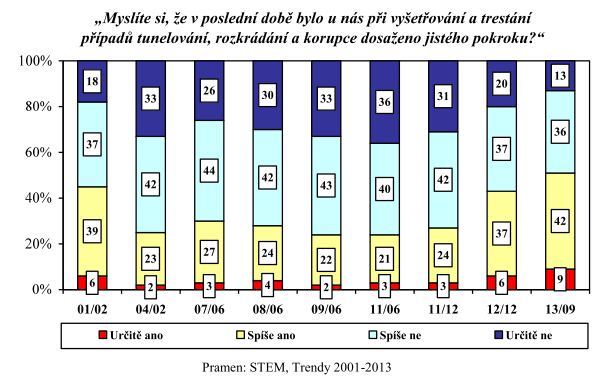 „Myslíte si, že v poslední době bylo u nás při vyšetřování a trestání
případů tunelování, rozkrádání a korupce dosaženo jistého pokroku?“
100%
80%
60%
40%
20%
0%
18 33 26 30 33 36 31 20 13
37 42 44 42 43 40 42 37 36
39 23 27 24 22 21 24 37 42
6 2 3 4 2 3 3 6 9
01/02 04/02 07/06 08/06 09/06 11/06 11/12 12/12 13/09
Určitě ano Spíše ano Spíše ne Určitě ne
Pramen: STEM, Trendy 2001-2013